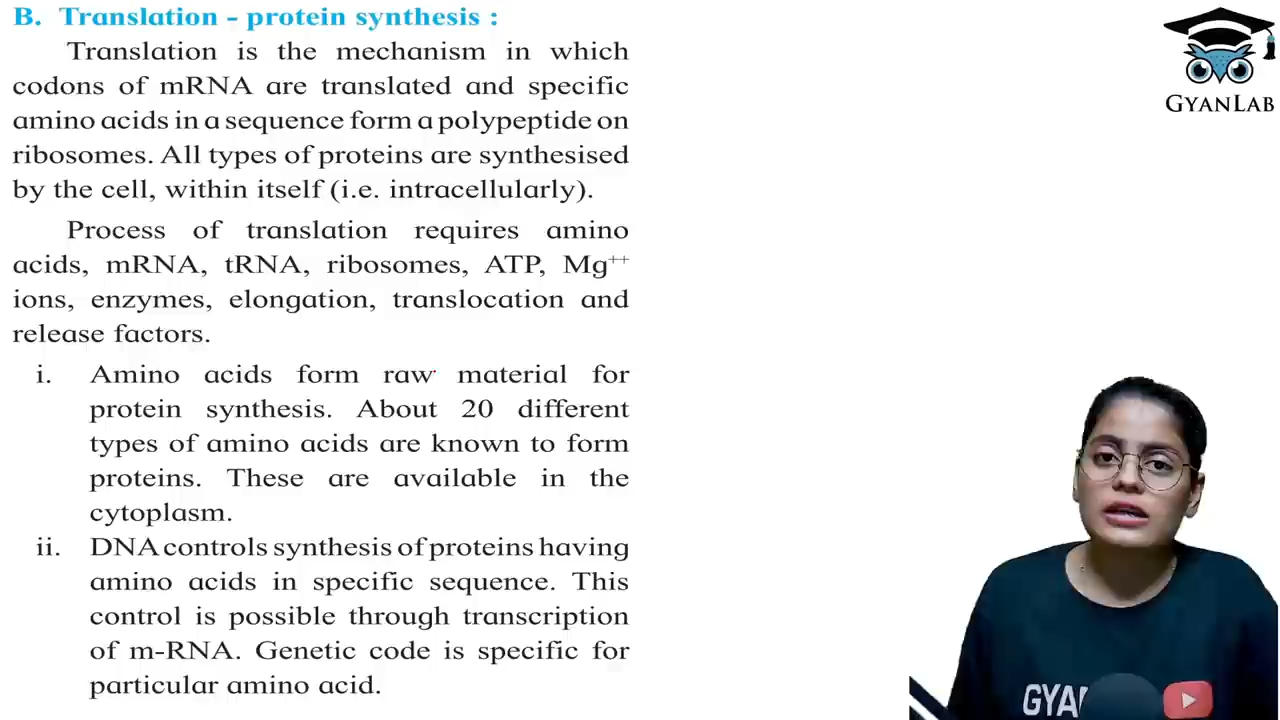 B. Translation - protein synthesis :
Translation is the mechanism in which
codons of mRNA are translated and specific
amino acids in a sequence form a polypeptide on
ribosomes. All types of proteins are synthesised
by the cell, within itself (i.e. intracellularly).
Process of translation requires amino
acids, mRNA, tRNA, ribosomes, ATP, Mg⁺⁺
ions, enzymes, elongation, translocation and
release factors.
i. Amino acids form raw material for
protein synthesis. About 20 different
types of amino acids are known to form
proteins. These are available in the
cytoplasm.
ii. DNA controls synthesis of proteins having
amino acids in specific sequence. This
control is possible through transcription
of m-RNA. Genetic code is specific for
particular amino acid.
GYANLAB